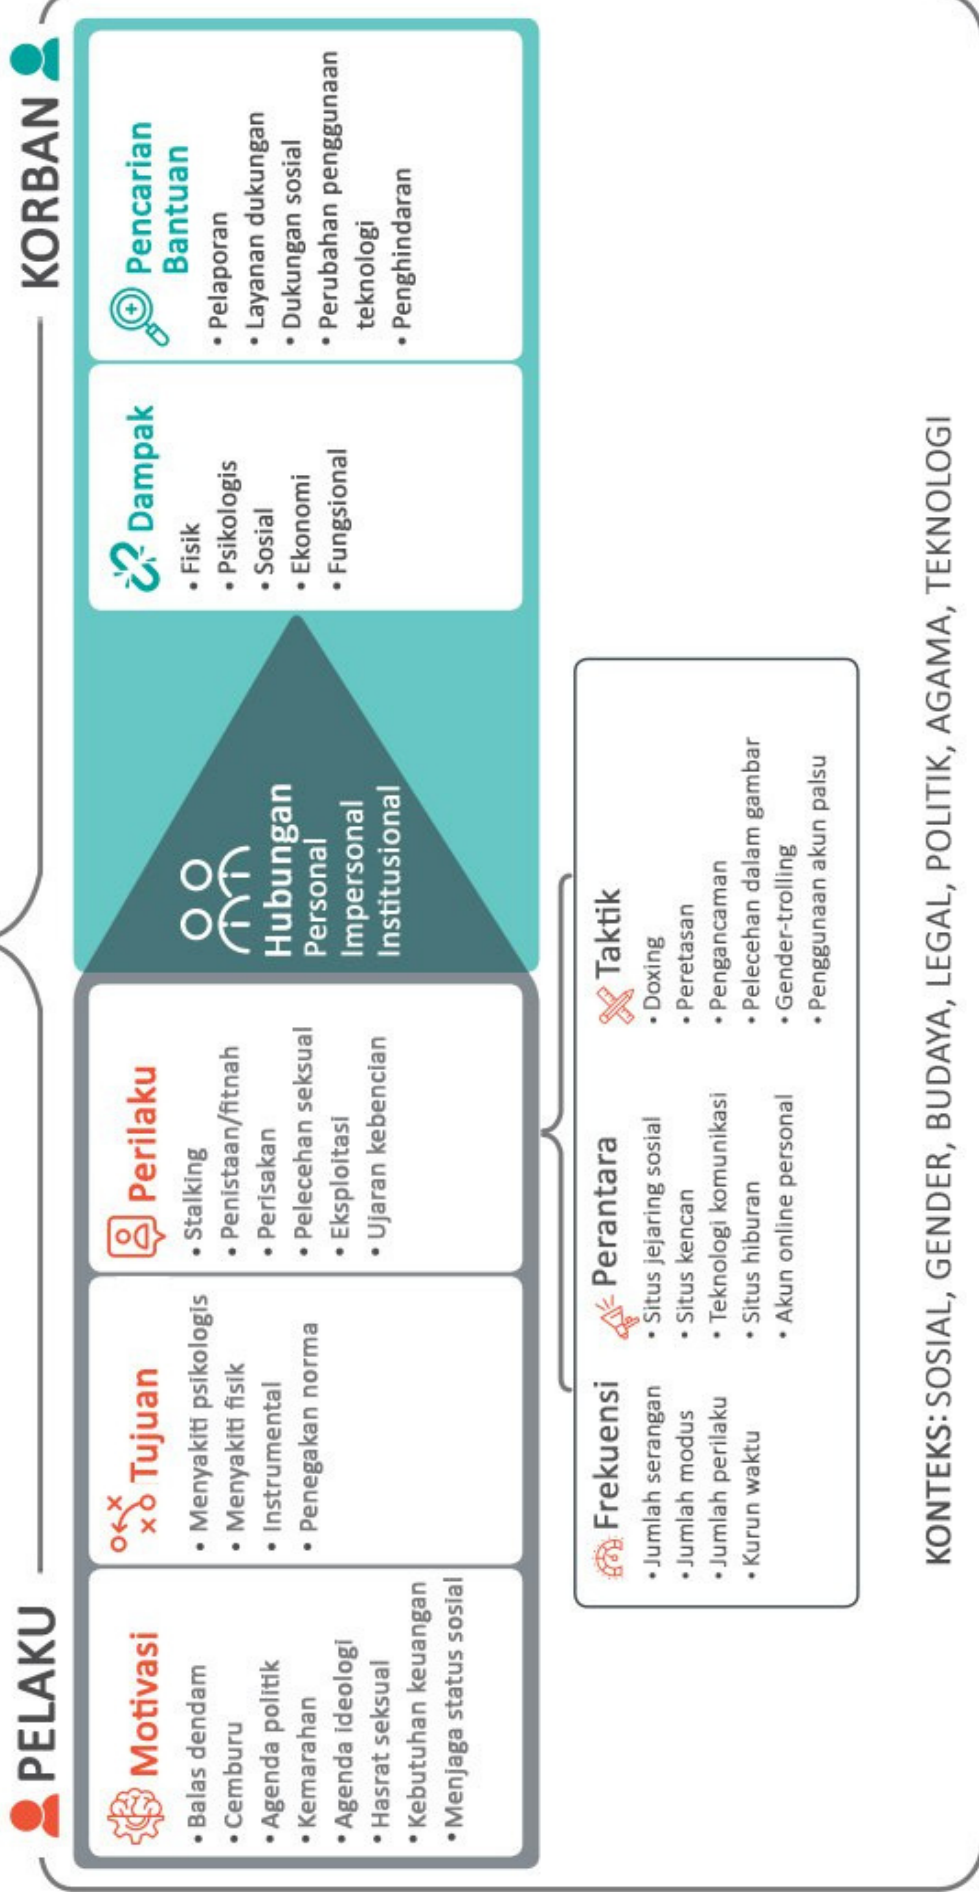 PELAKU
KORBAN
Motivasi
• Balas dendam
• Cemburu
• Agenda politik
• Kemarahan
• Agenda ideologi
• Hasrat seksual
• Kebutuhan keuangan
• Menjaga status sosial
Tujuan
• Menyakiti psikologis
• Menyakiti fisik
• Instrumental
• Penegakan norma
Perilaku
• Stalking
• Penistaan/fitnah
• Perisakan
• Pelecehan seksual
• Eksploitasi
• Ujaran kebencian
Hubungan
Personal
Impersonal
Institusional
Dampak
• Fisik
• Psikologis
• Sosial
• Ekonomi
• Fungsional
Pencarian
Bantuan
• Pelaporan
• Layanan dukungan
• Dukungan sosial
• Perubahan penggunaan
teknologi
• Penghindaran
Frekuensi
• Jumlah serangan
• Jumlah modus
• Jumlah perilaku
• Kurun waktu
Perantara
• Situs jejaring sosial
• Situs kencan
• Teknologi komunikasi
• Situs hiburan
• Akun online personal
Taktik
• Doxing
• Peretasan
• Pengancaman
• Pelecehan dalam gambar
• Gender-trolling
• Penggunaan akun palsu
KONTEKS: SOSIAL, GENDER, BUDAYA, LEGAL, POLITIK, AGAMA, TEKNOLOGI